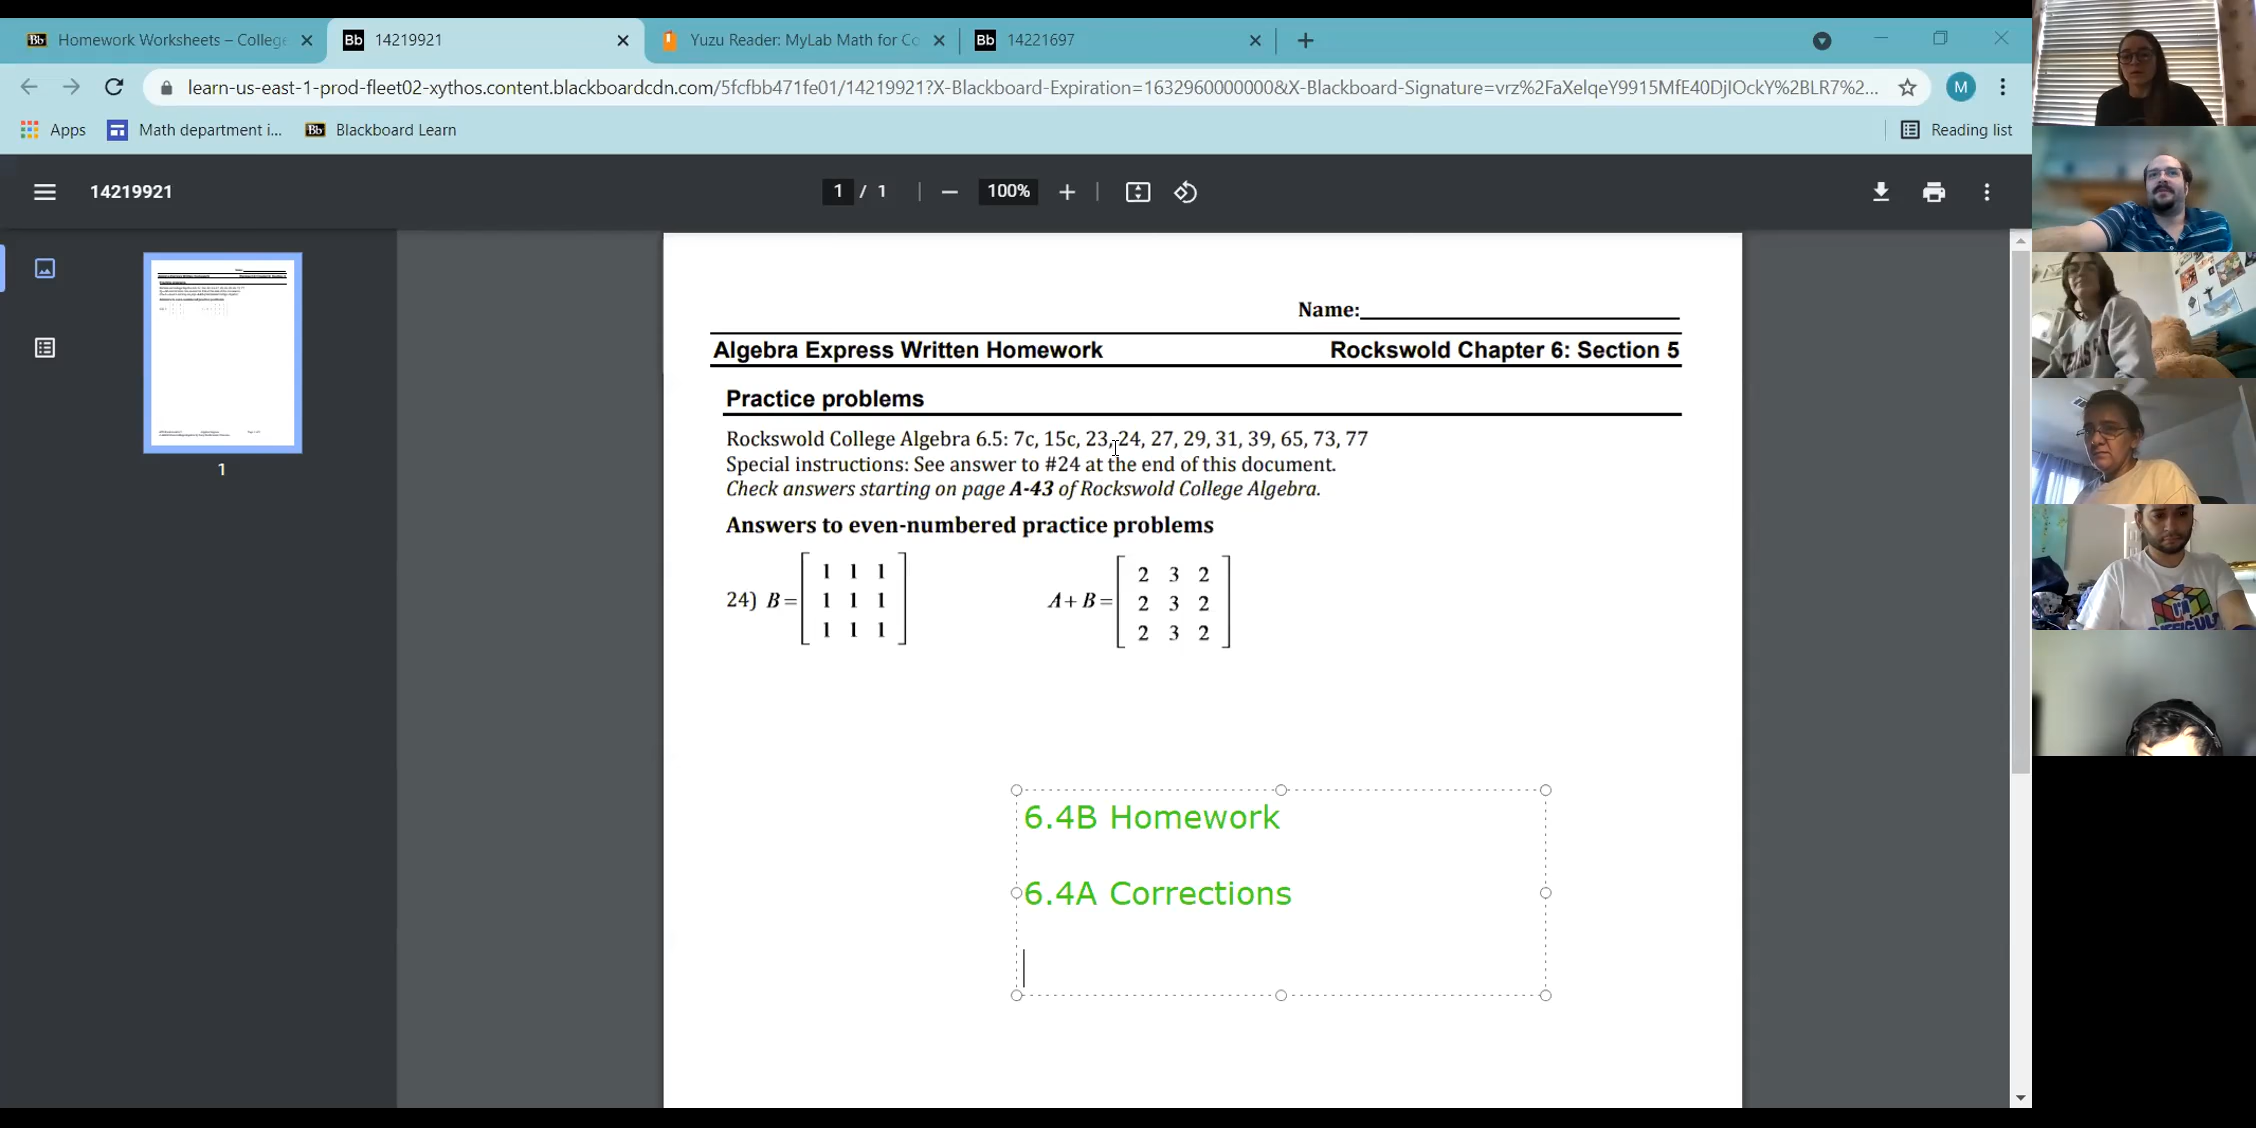 Homework Worksheets – College
14219921
Yuzu Reader: MyLab Math for Co
14221697
learn-us-east-1-prod-fleet02-xythos.content.blackboardcdn.com/5fcfbb471fe01/14219921?X-Blackboard-Expiration=1632960000000&X-Blackboard-Signature=vrz%2FaXelqeY9915MfE40DjIOckY%2BLR7%2...
M
Apps
Math department i...
Bb
Blackboard Learn
Reading list
14219921
1 / 1
100%
1
Name:
Algebra Express Written Homework Rockswold Chapter 6: Section 5
Practice problems
Rockswold College Algebra 6.5: 7c, 15c, 23, 24, 27, 29, 31, 39, 65, 73, 77
Special instructions: See answer to #24 at the end of this document.
Check answers starting on page A-43 of Rockswold College Algebra.
Answers to even-numbered practice problems
24) B = [ 1 1 1
1 1 1
1 1 1 ]
A + B = [ 2 3 2
2 3 2
2 3 2 ]
6.4B Homework
6.4A Corrections